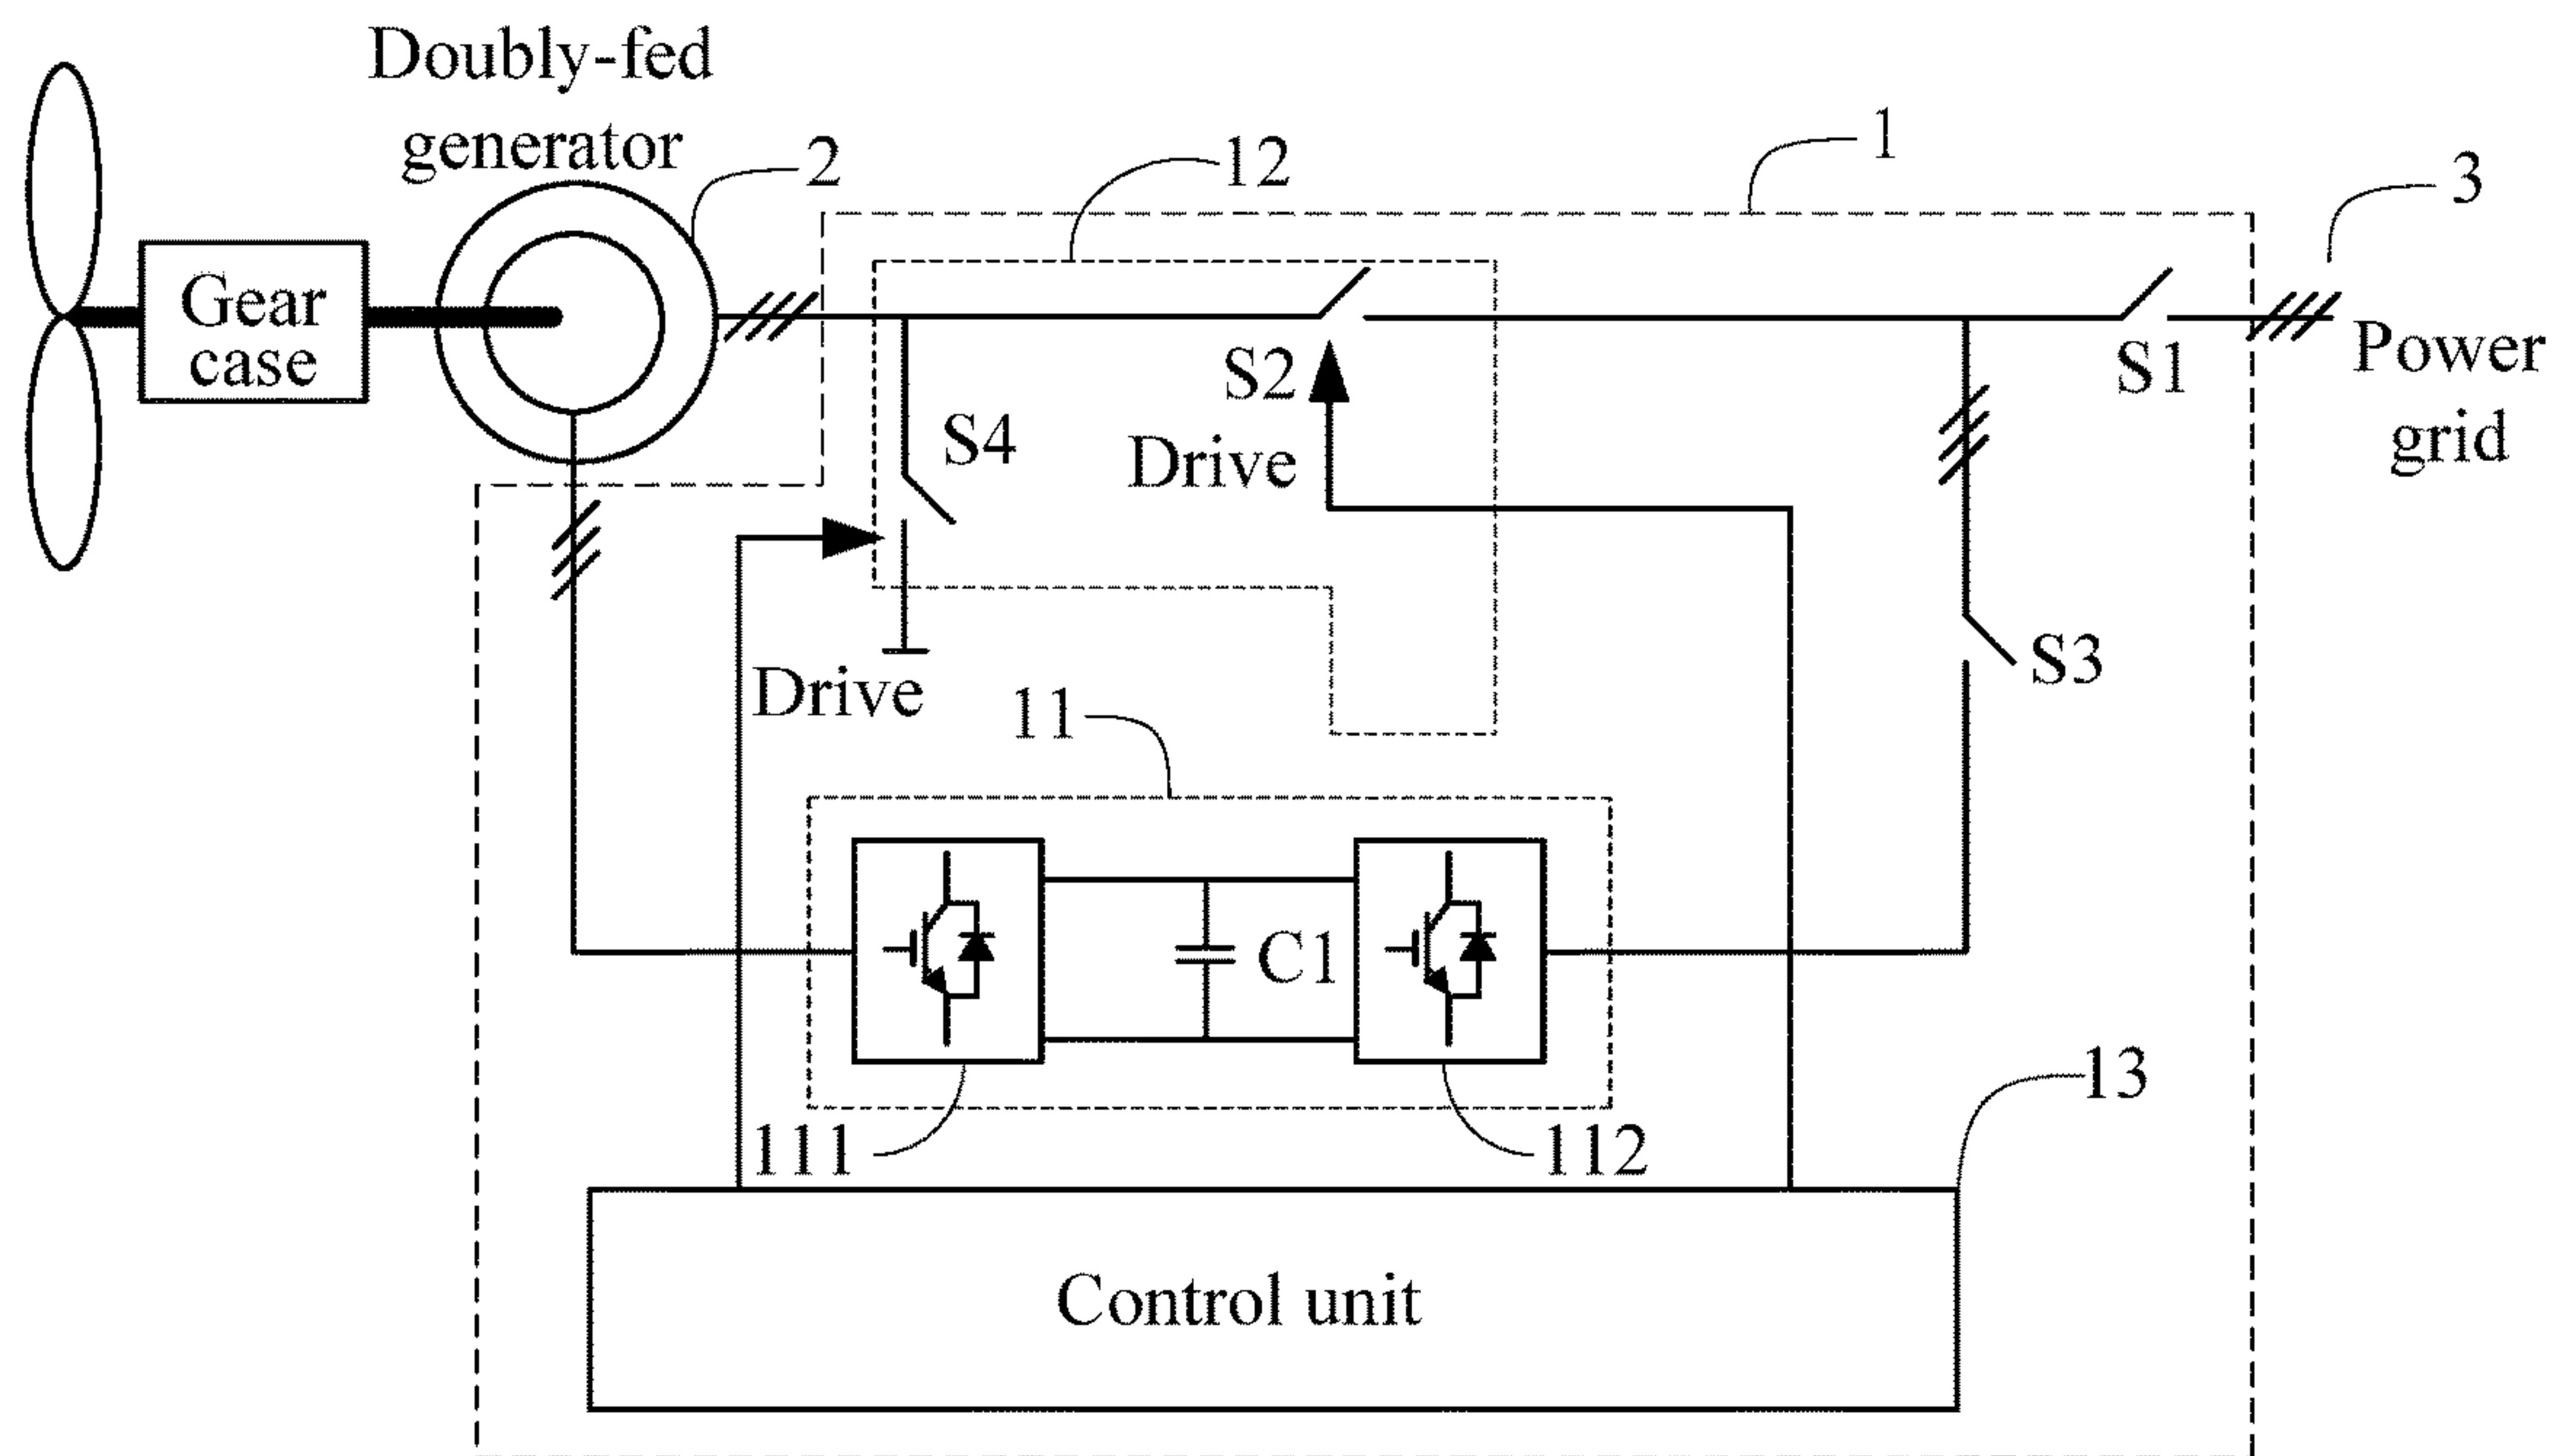 Doubly-fed
generator
2
12
1
3
Gear
case
S2
S1
Power
grid
S4
Drive
S3
Drive
11
C1
13
111
112
Control unit